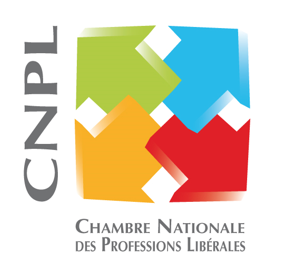 CNPL
CHAMBRE NATIONALE
DES PROFESSIONS LIBÉRALES